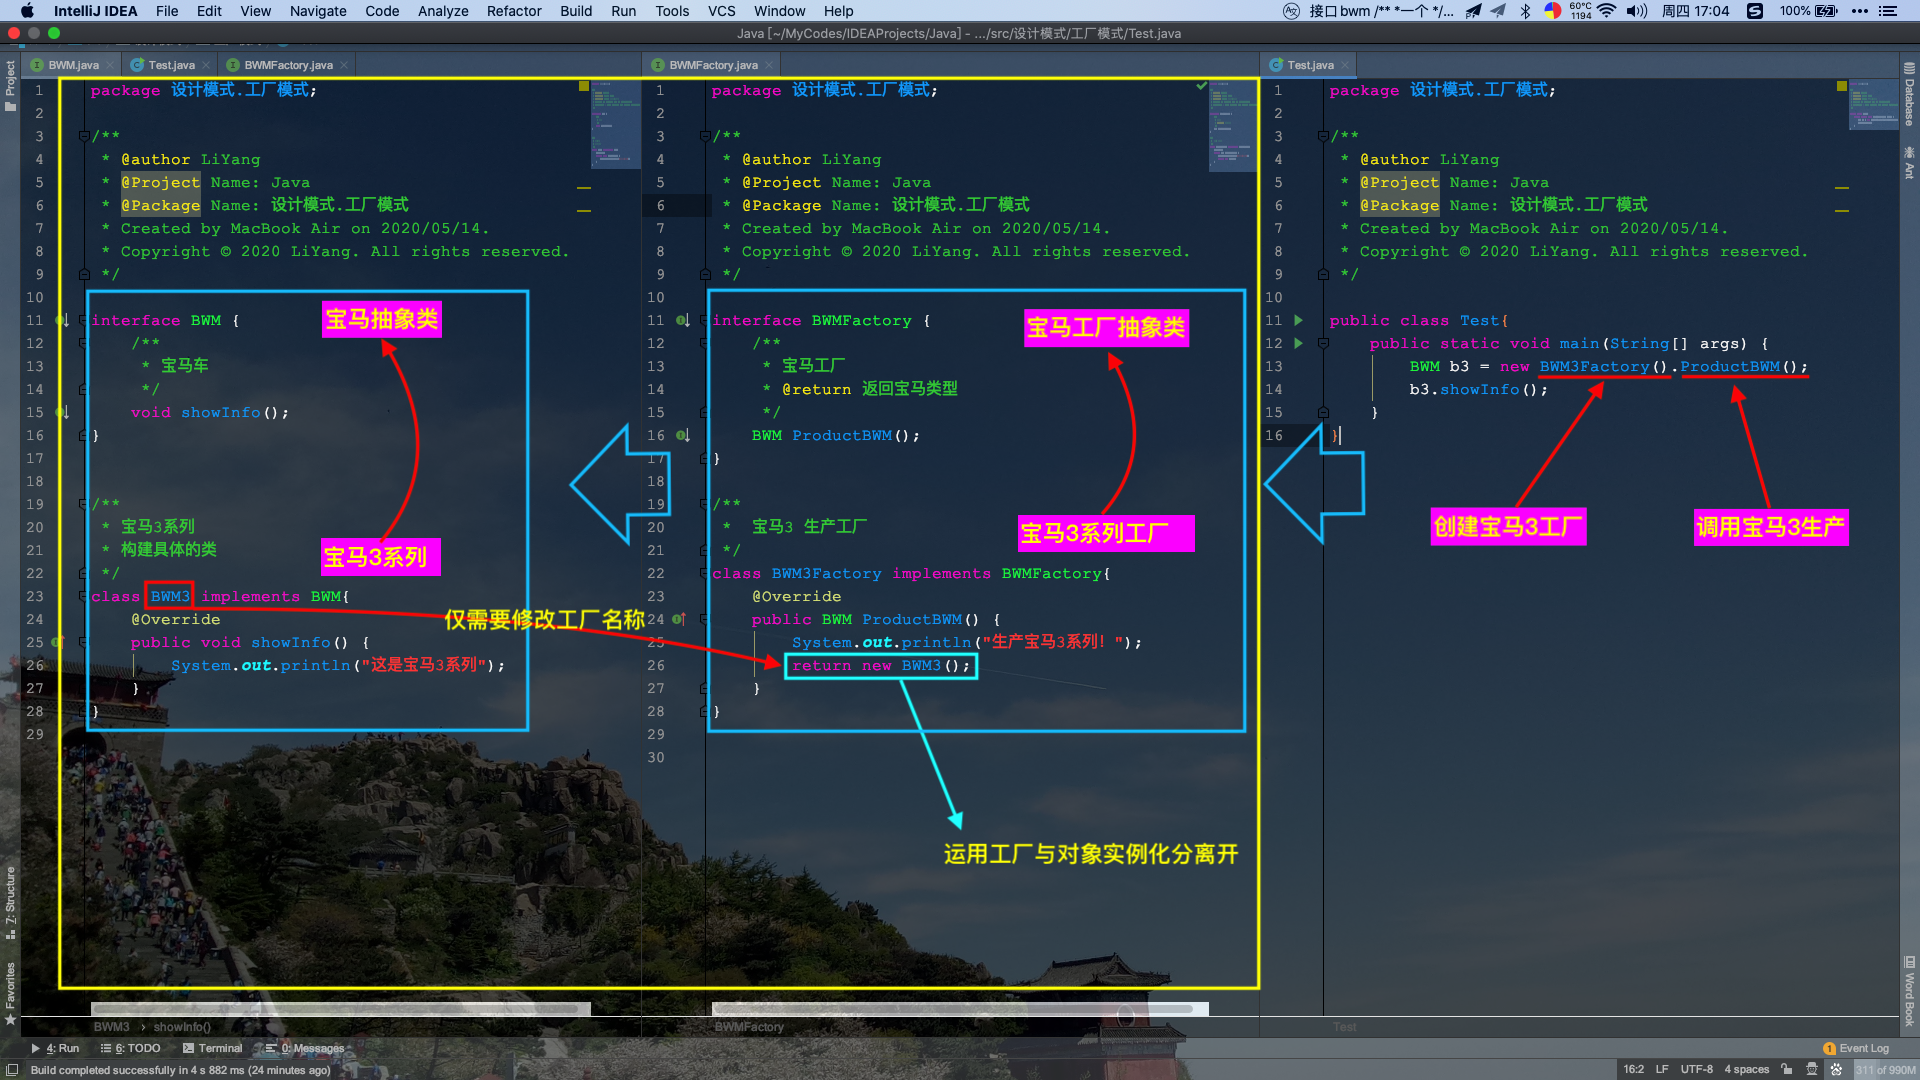 IntelliJ IDEA File Edit View Navigate Code Analyze Refactor Build Run Tools VCS Window Help
接口bwm /** *一个 */... 60°C 1194 周四 17:04 100%
Java [~/MyCodes/IDEAProjects/Java] - .../src/设计模式/工厂模式/Test.java
BWM.java Test.java BWMFactory.java
1 package 设计模式.工厂模式;
2
3 /**
4 * @author LiYang
5 * @Project Name: Java
6 * @Package Name: 设计模式.工厂模式
7 * Created by MacBook Air on 2020/05/14.
8 * Copyright © 2020 LiYang. All rights reserved.
9 */
10
11 interface BWM {
12 /**
13 * 宝马车
14 */
15 void showInfo();
16 }
17
18
19 /**
20 * 宝马3系列
21 * 构建具体的类
22 */
23 class BWM3 implements BWM{
24 @Override
25 public void showInfo() {
26 System.out.println("这是宝马3系列");
27 }
28 }
29
宝马抽象类
宝马3系列
仅需要修改工厂名称
BWMFactory.java
1 package 设计模式.工厂模式;
2
3 /**
4 * @author LiYang
5 * @Project Name: Java
6 * @Package Name: 设计模式.工厂模式
7 * Created by MacBook Air on 2020/05/14.
8 * Copyright © 2020 LiYang. All rights reserved.
9 */
10
11 interface BWMFactory {
12 /**
13 * 宝马工厂
14 * @return 返回宝马类型
15 */
16 BWM ProductBWM();
17 }
18
19 /**
20 * 宝马3 生产工厂
21 */
22 class BWM3Factory implements BWMFactory{
23 @Override
24 public BWM ProductBWM() {
25 System.out.println("生产宝马3系列! ");
26 return new BWM3();
27 }
28 }
29
30
宝马工厂抽象类
宝马3系列工厂
运用工厂与对象实例化分离开
Test.java
1 package 设计模式.工厂模式;
2
3 /**
4 * @author LiYang
5 * @Project Name: Java
6 * @Package Name: 设计模式.工厂模式
7 * Created by MacBook Air on 2020/05/14.
8 * Copyright © 2020 LiYang. All rights reserved.
9 */
10
11 public class Test{
12 public static void main(String[] args) {
13 BWM b3 = new BWM3Factory().ProductBWM();
14 b3.showInfo();
15 }
16 }
创建宝马3工厂
调用宝马3生产
Project
7: Structure
Favorites
Database
Ant
Word Book
BWM3 › showInfo()
BWMFactory
Test
4: Run 6: TODO Terminal 0: Messages
1 Event Log
Build completed successfully in 4 s 882 ms (24 minutes ago)
16:2 LF UTF-8 4 spaces 311 of 990M